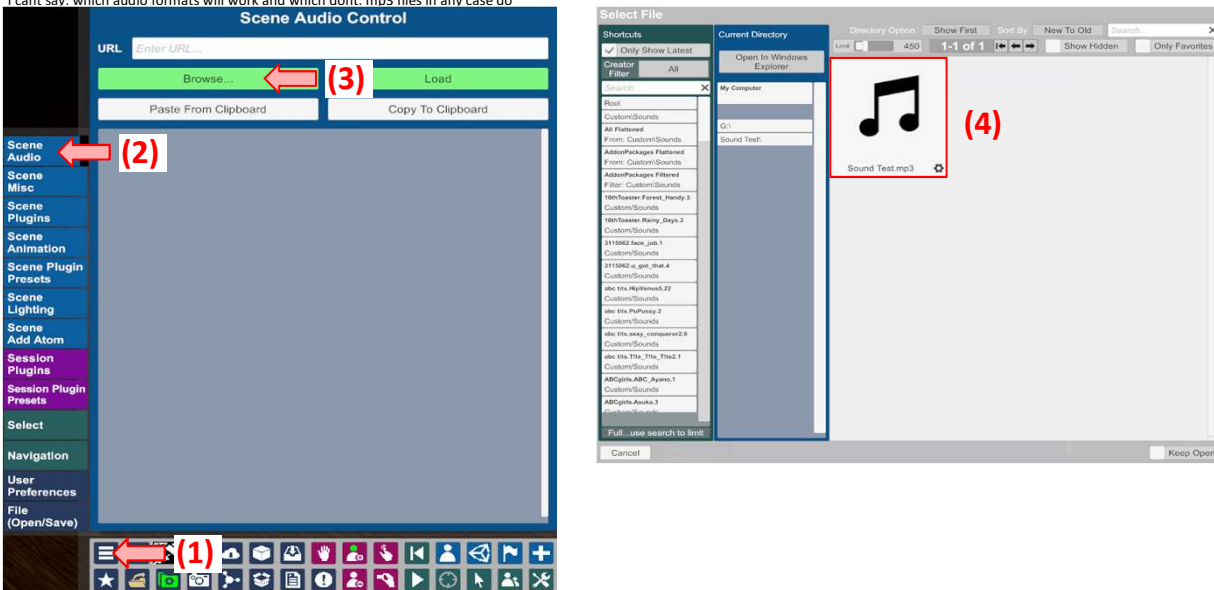 I cant say. which audio formats will work and which dont. mp3 files in any case do
Scene Audio Control
URL Enter URL...
Browse... (3) Load
Paste From Clipboard Copy To Clipboard
Scene
Audio (2)
Scene
Misc
Scene
Plugins
Scene
Animation
Scene Plugin
Presets
Scene
Lighting
Scene
Add Atom
Session
Plugins
Session Plugin
Presets
Select
Navigation
User
Preferences
File
(Open/Save)
(1)
Select File
Shortcuts
Only Show Latest
Creator
Filter All
Search... X
Root
Custom\Sounds
All Flattened
From: Custom\Sounds
AddonPackages Flattened
From: Custom\Sounds
AddonPackages Filtered
Filter: Custom\Sounds
10thToaster.Forest_Handy.3
Custom/Sounds
10thToaster.Rainy_Days.2
Custom/Sounds
3115062.face_job.1
Custom/Sounds
3115062.u_got_that.4
Custom/Sounds
abc tits.HipVenus5.22
Custom/Sounds
abc tits.PuPussy.2
Custom/Sounds
abc tits.sexy_conqueror2.6
Custom/Sounds
abc tits.T!ts_T!ts_T!ts2.1
Custom/Sounds
ABCgirls.ABC_Ayano.1
Custom/Sounds
ABCgirls.Asuka.3
Custom/Sounds
Full...use search to limit
Cancel
Current Directory
Open In Windows
Explorer
My Computer
G:\
Sound Test\
Directory Option Show First Sort By New To Old Search... X
Limit 450 1-1 of 1 Show Hidden Only Favorites
(4)
Sound Test.mp3
Keep Open